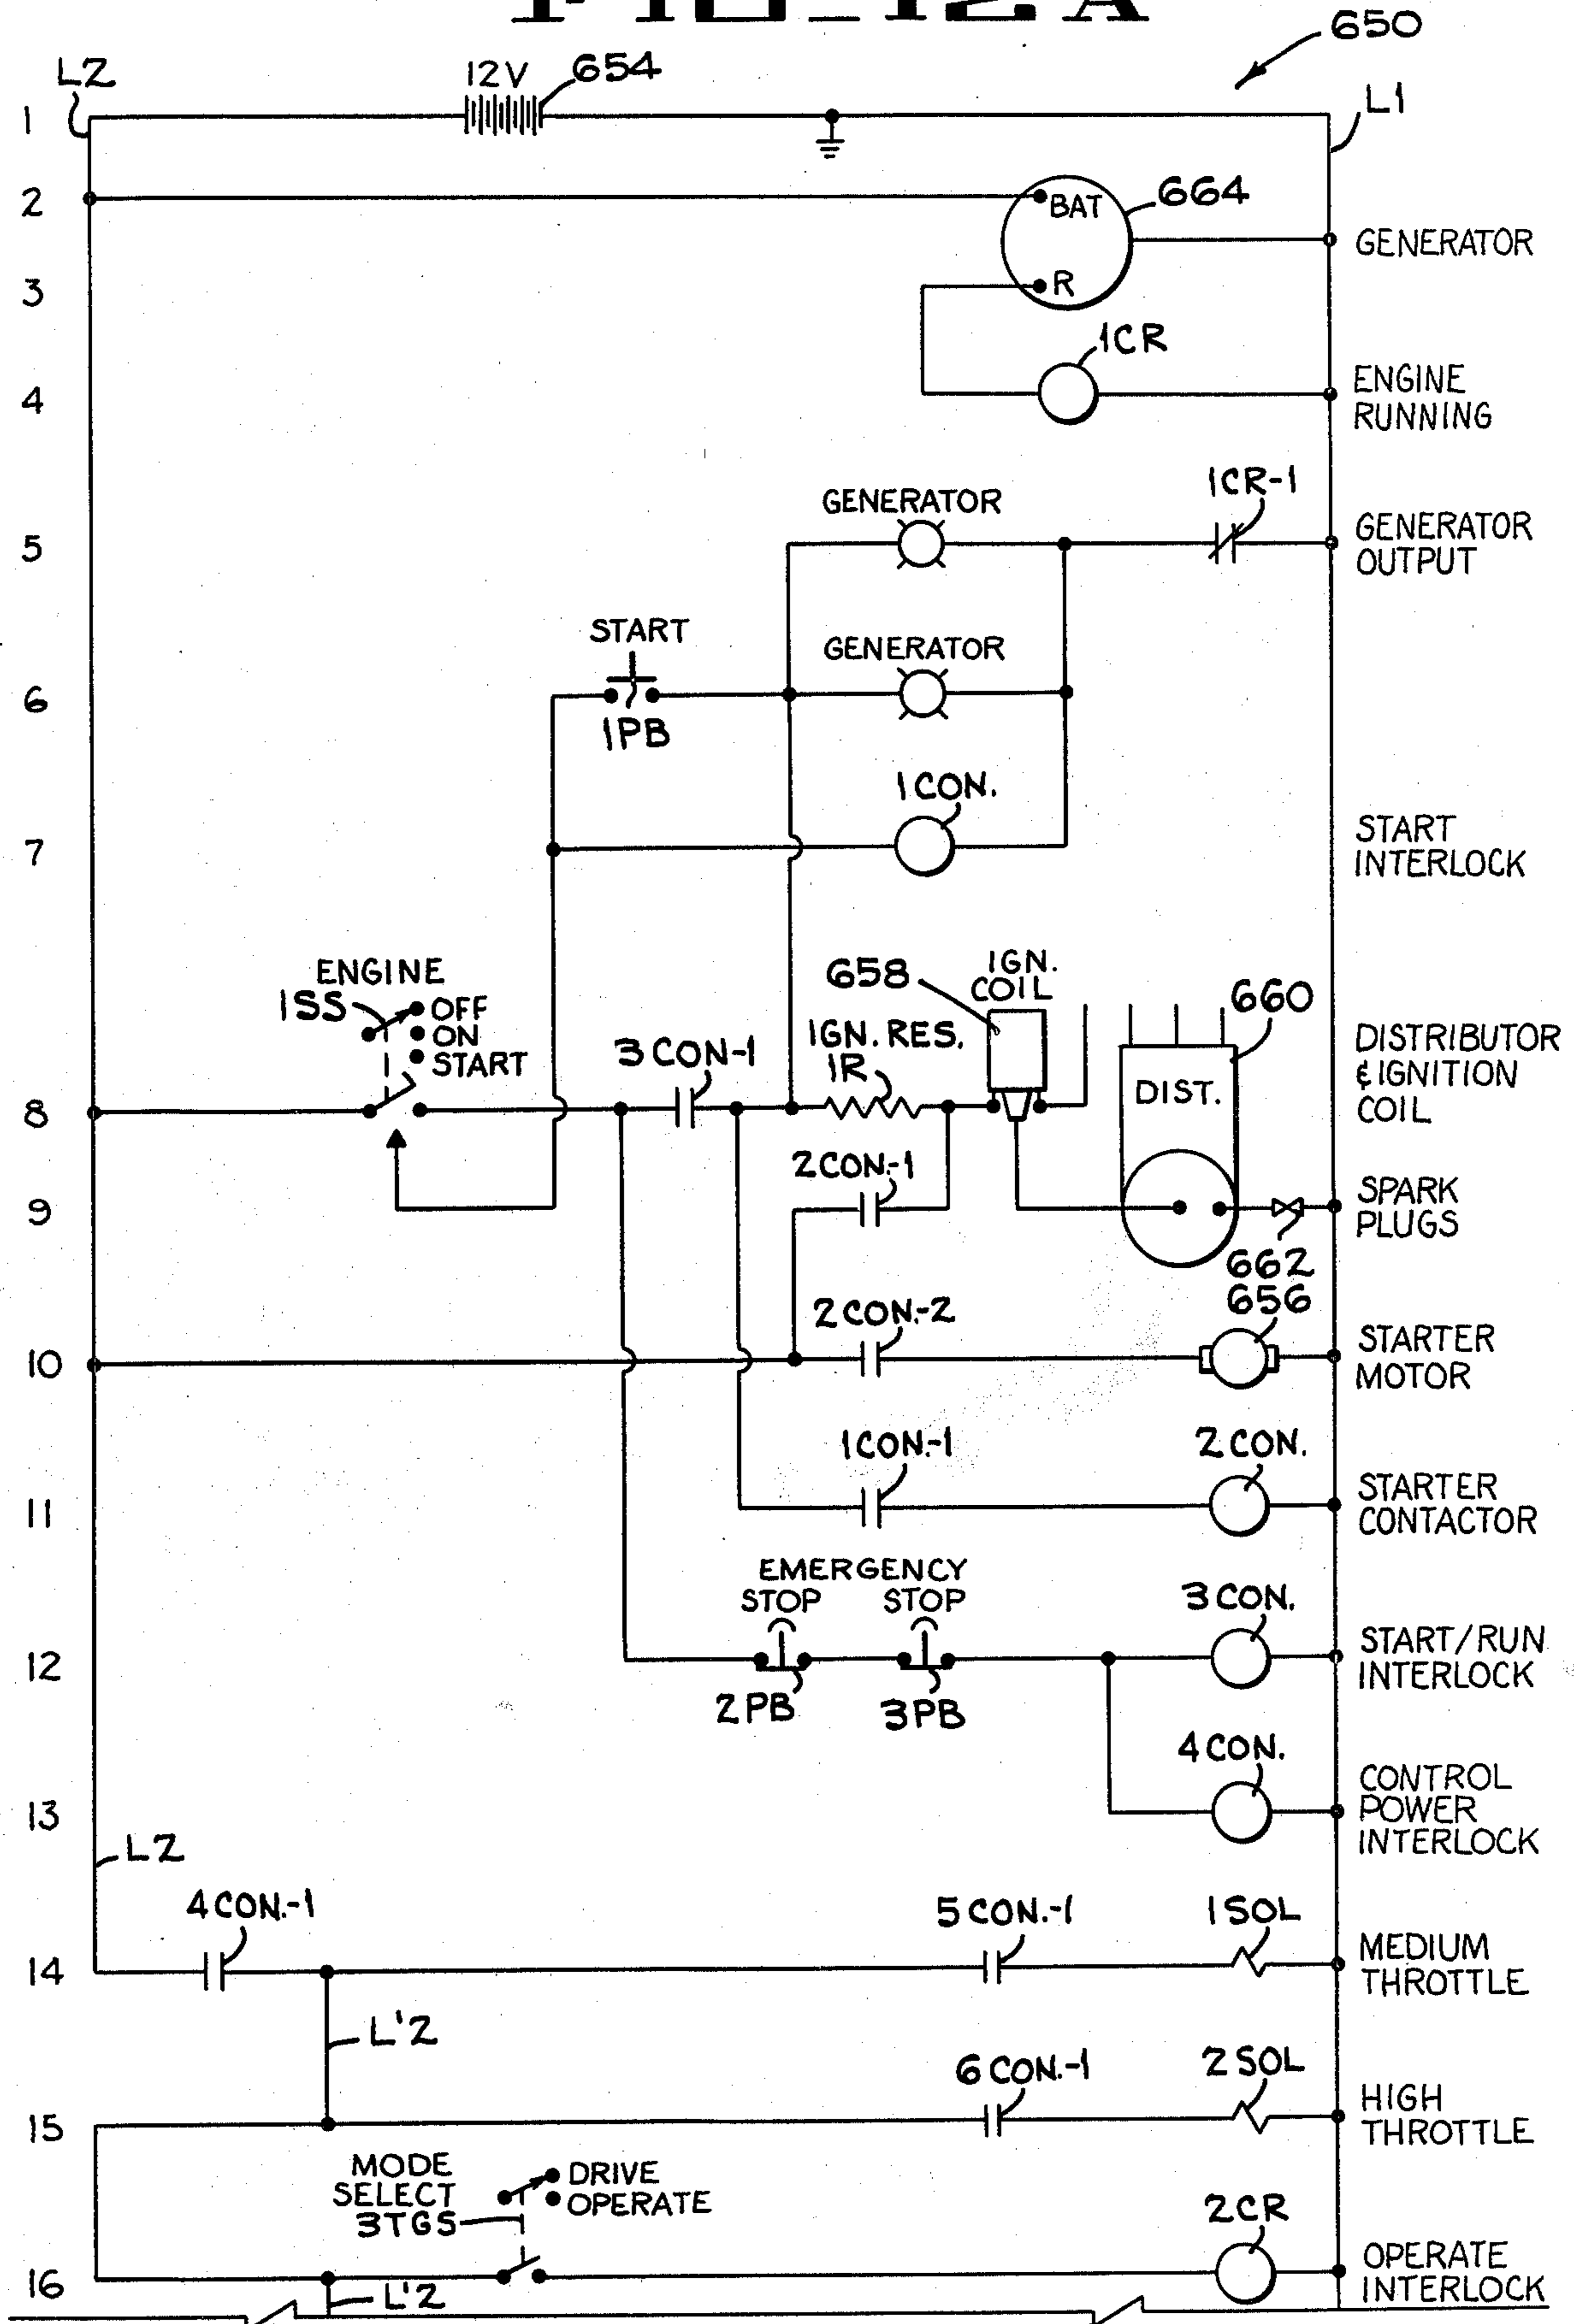 FIG_12A
650
L2
12V
654
L1
1
2
BAT
664
GENERATOR
3
R
1CR
4
ENGINE
RUNNING
1CR-1
GENERATOR
5
GENERATOR
OUTPUT
START
GENERATOR
6
1PB
1CON.
7
START
INTERLOCK
ENGINE
1SS
OFF
ON
START
3CON-1
658
IGN.
COIL
IGN. RES.
1R
660
DIST.
8
DISTRIBUTOR
& IGNITION
COIL
2CON.-1
9
SPARK
PLUGS
662
656
2CON.-2
10
STARTER
MOTOR
1CON.-1
2CON.
11
STARTER
CONTACTOR
EMERGENCY
STOP STOP
3CON.
12
2PB
3PB
START/RUN
INTERLOCK
4CON.
13
CONTROL
POWER
INTERLOCK
L2
4CON.-1
5CON.-1
1SOL
14
MEDIUM
THROTTLE
L'2
6CON.-1
2SOL
15
HIGH
THROTTLE
MODE
SELECT
3TGS
DRIVE
OPERATE
2CR
16
OPERATE
INTERLOCK
L'2